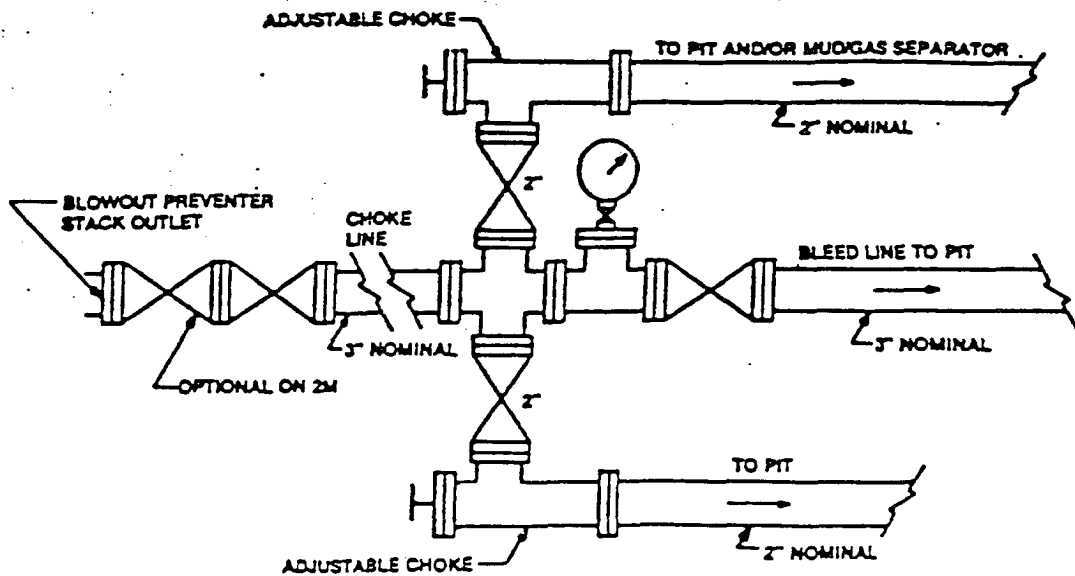 ADJUSTABLE CHOKE
TO PIT AND/OR MUD/GAS SEPARATOR
2" NOMINAL
2"
BLOWOUT PREVENTER
STACK OUTLET
CHOKE
LINE
BLEED LINE TO PIT
3" NOMINAL
3" NOMINAL
OPTIONAL ON 2M
2"
TO PIT
2" NOMINAL
ADJUSTABLE CHOKE